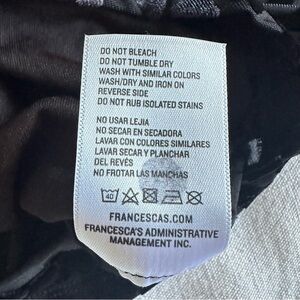 DO NOT BLEACH
DO NOT TUMBLE DRY
WASH WITH SIMILAR COLORS
WASH/DRY AND IRON ON
REVERSE SIDE
DO NOT RUB ISOLATED STAINS
NO USAR LEJIA
NO SECAR EN SECADORA
LAVAR CON COLORES SIMILARES
LAVAR SECAR Y PLANCHAR
DEL REVÉS
NO FROTAR LAS MANCHAS
40
FRANCESCAS.COM
FRANCESCA'S ADMINISTRATIVE
MANAGEMENT INC.